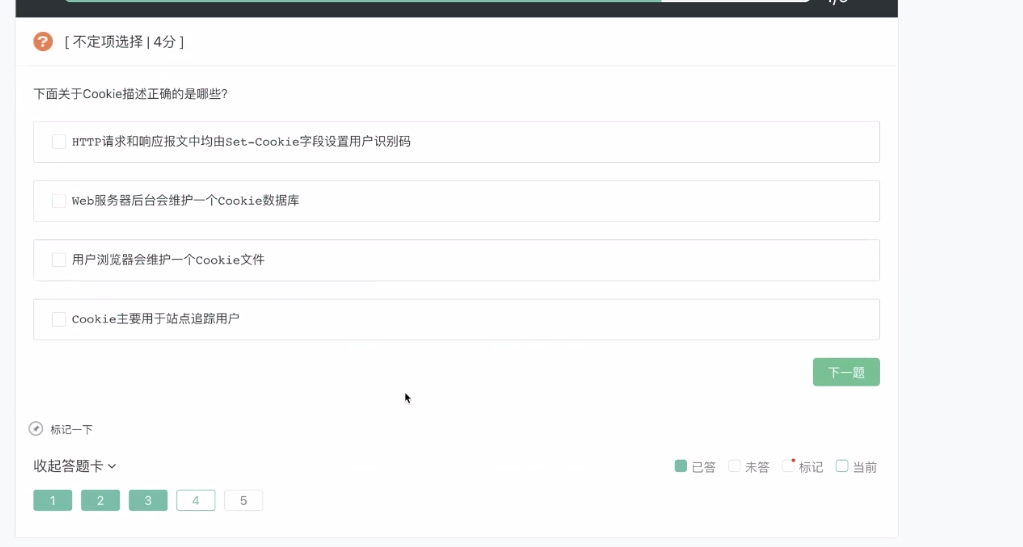 [ 不定项选择 | 4分 ]
下面关于Cookie描述正确的是哪些?
HTTP请求和响应报文中均由Set-Cookie字段设置用户识别码
Web服务器后台会维护一个Cookie数据库
用户浏览器会维护一个Cookie文件
Cookie主要用于站点追踪用户
下一题
标记一下
收起答题卡
已答 未答 标记 当前
1 2 3 4 5